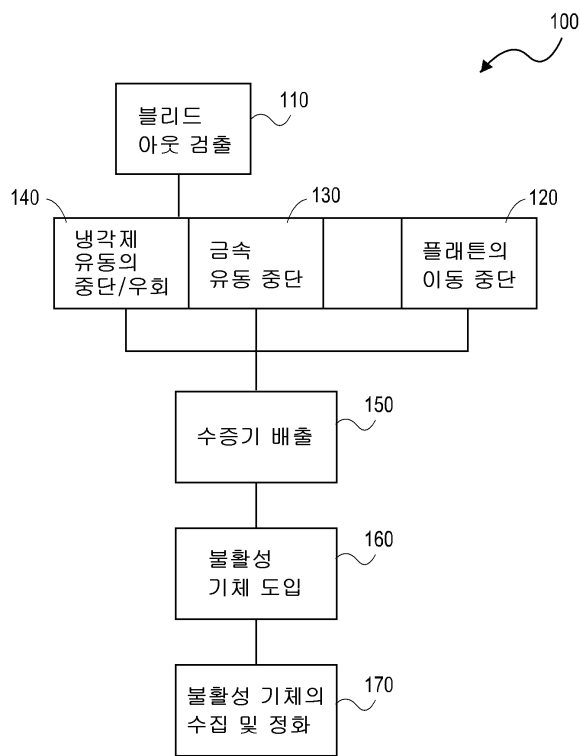 100
블리드
아웃 검출
110
140
130
120
냉각제
유동의
중단/우회
금속
유동 중단
플래튼의
이동 중단
수증기 배출
150
불활성
기체 도입
160
불활성 기체의
수집 및 정화
170